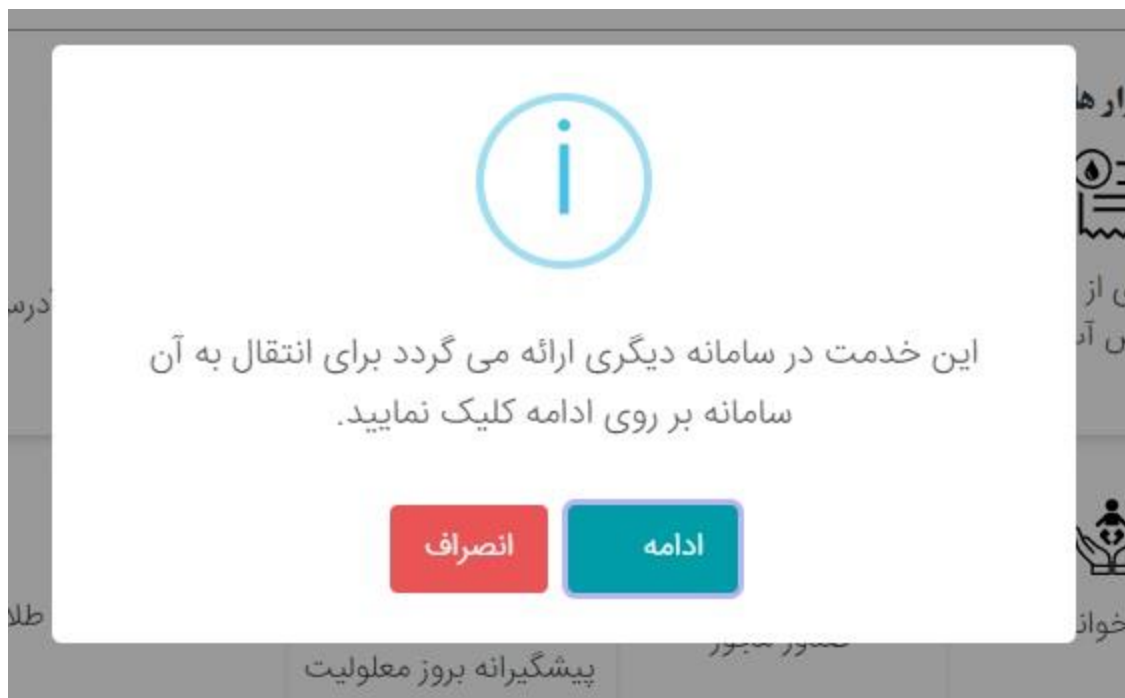 این خدمت در سامانه دیگری ارائه می گردد برای انتقال به آن
سامانه بر روی ادامه کلیک نمایید.
ادامه
انصراف
ی از
پیشگیرانه بروز معلولیت